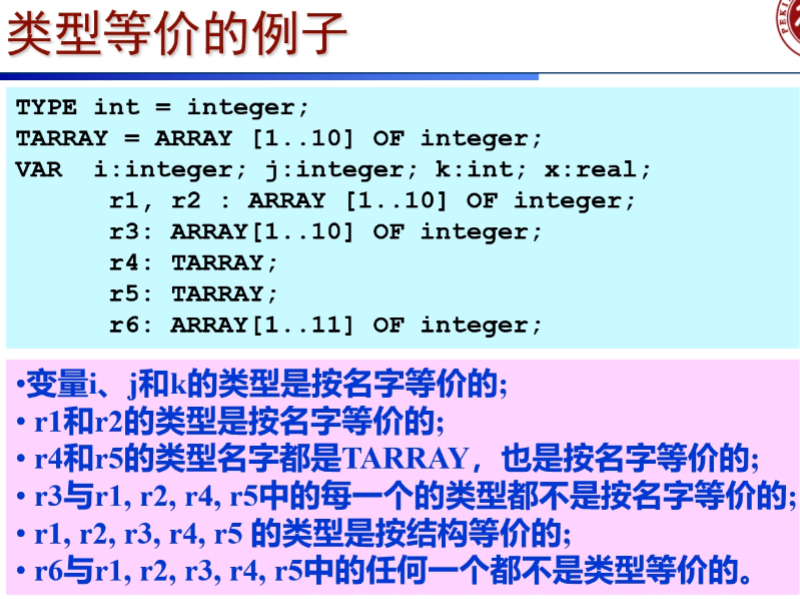 类型等价的例子
PEKI
TYPE int = integer;
TARRAY = ARRAY [1..10] OF integer;
VAR  i:integer; j:integer; k:int; x:real;
r1, r2 : ARRAY [1..10] OF integer;
r3: ARRAY[1..10] OF integer;
r4: TARRAY;
r5: TARRAY;
r6: ARRAY[1..11] OF integer;
•变量i、j和k的类型是按名字等价的;
• r1和r2的类型是按名字等价的;
• r4和r5的类型名字都是TARRAY，也是按名字等价的;
• r3与r1, r2, r4, r5中的每一个的类型都不是按名字等价的;
• r1, r2, r3, r4, r5 的类型是按结构等价的;
• r6与r1, r2, r3, r4, r5中的任何一个都不是类型等价的。